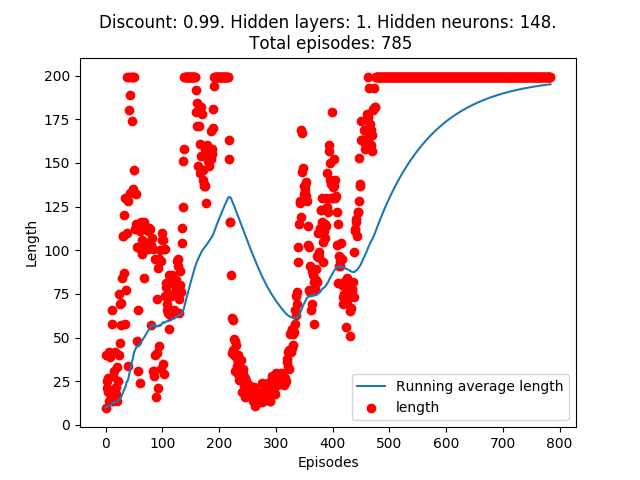 Discount: 0.99. Hidden layers: 1. Hidden neurons: 148.
Total episodes: 785
200
175
150
125
100
75
50
25
0
Length
0 100 200 300 400 500 600 700 800
Episodes
Running average length
length